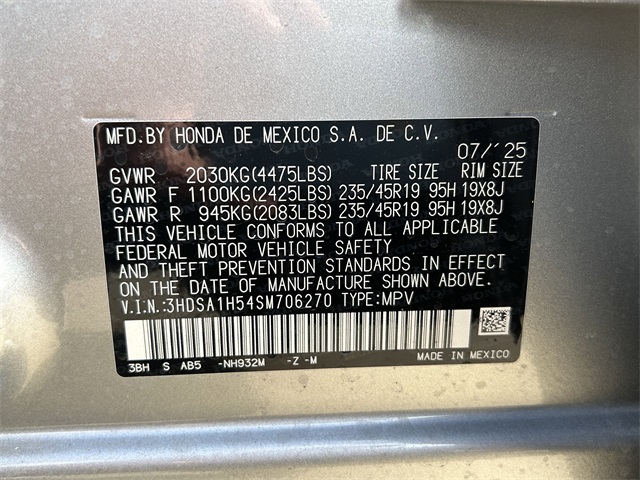 MFD.BY HONDA DE MEXICO S.A. DE C.V.
07/'25
GVWR 2030KG(4475LBS) TIRE SIZE RIM SIZE
GAWR F 1100KG(2425LBS) 235/45R19 95H 19X8J
GAWR R 945KG(2083LBS) 235/45R19 95H 19X8J
THIS VEHICLE CONFORMS TO ALL APPLICABLE
FEDERAL MOTOR VEHICLE SAFETY
AND THEFT PREVENTION STANDARDS IN EFFECT
ON THE DATE OF MANUFACTURE SHOWN ABOVE.
V.I.N.:3HDSA1H54SM706270 TYPE:MPV
3BH S AB5 -NH932M -Z -M MADE IN MEXICO